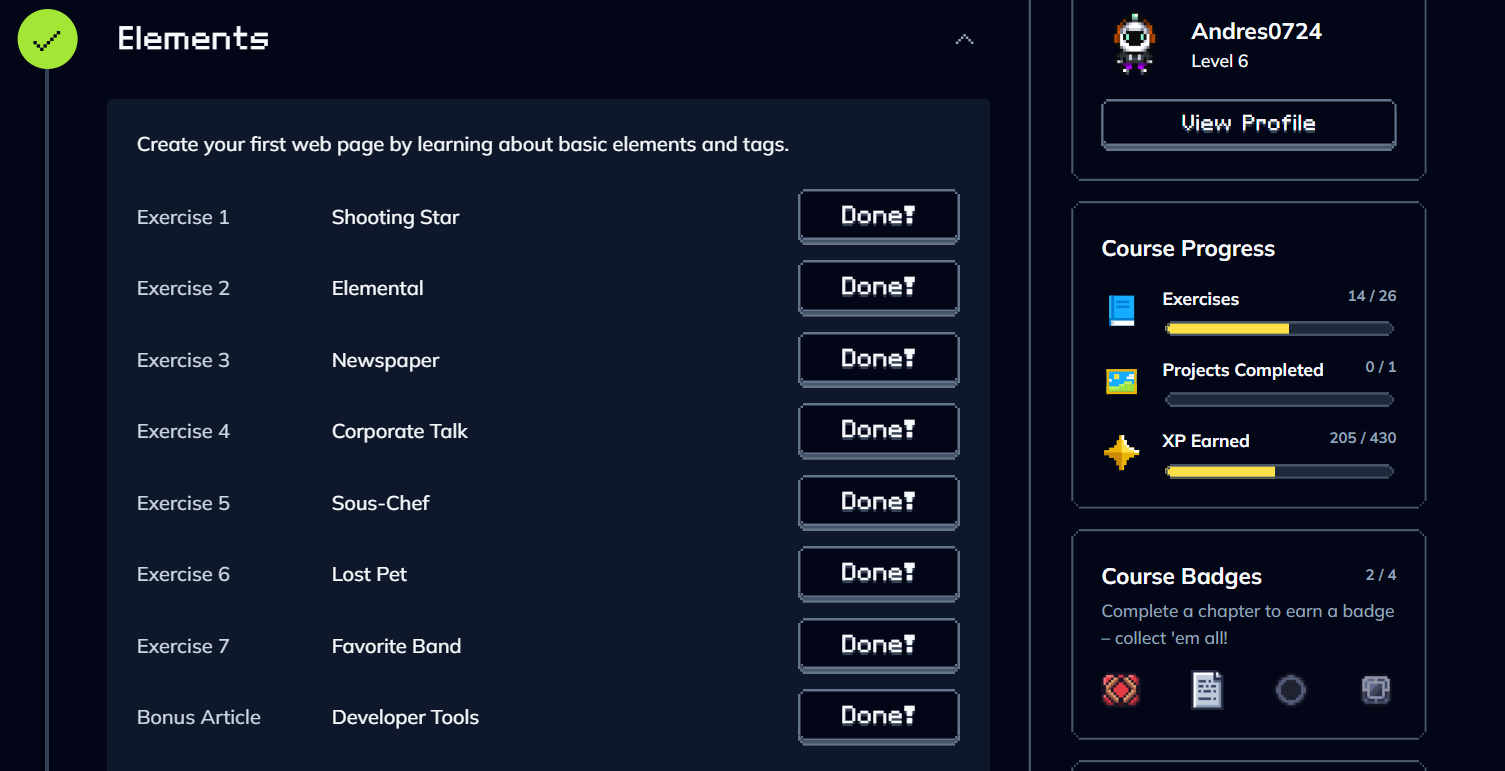 Elements
Create your first web page by learning about basic elements and tags.
Exercise 1 Shooting Star Done!
Exercise 2 Elemental Done!
Exercise 3 Newspaper Done!
Exercise 4 Corporate Talk Done!
Exercise 5 Sous-Chef Done!
Exercise 6 Lost Pet Done!
Exercise 7 Favorite Band Done!
Bonus Article Developer Tools Done!
Andres0724
Level 6
View Profile
Course Progress
Exercises 14 / 26
Projects Completed 0 / 1
XP Earned 205 / 430
Course Badges 2 / 4
Complete a chapter to earn a badge
– collect 'em all!